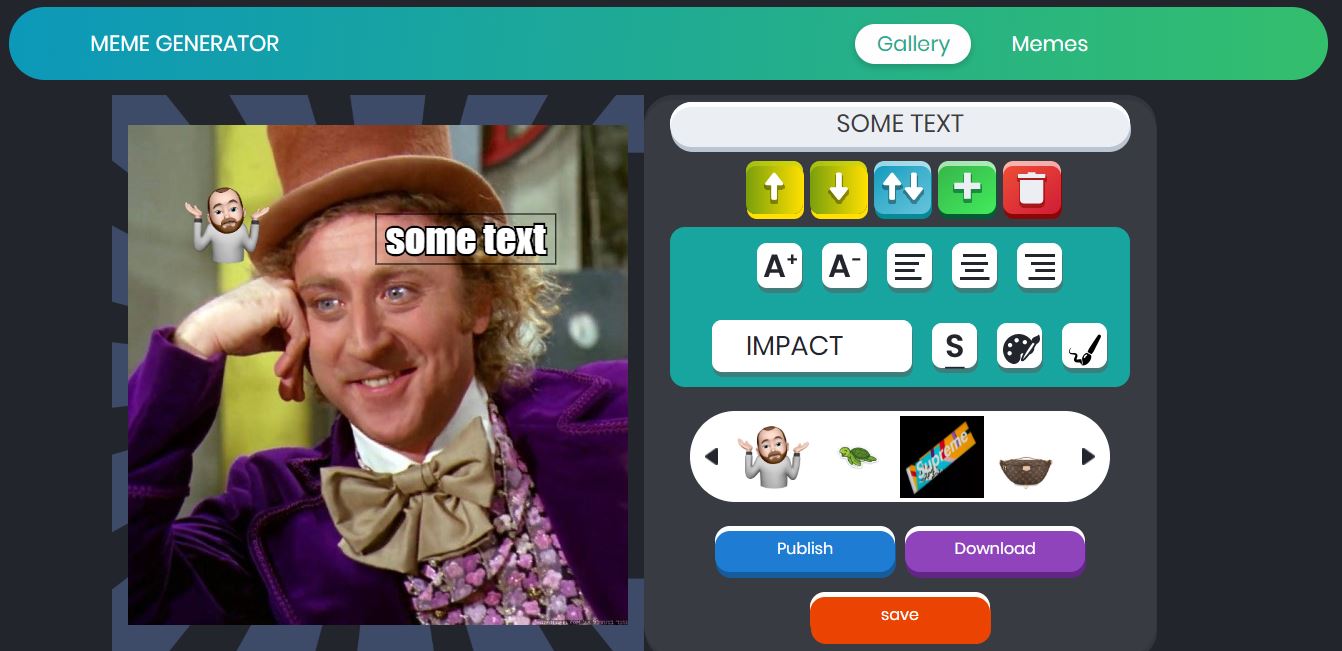 MEME GENERATOR
Gallery
Memes
SOME TEXT
some text
A+
A-
IMPACT
S
Supreme
Publish
Download
save